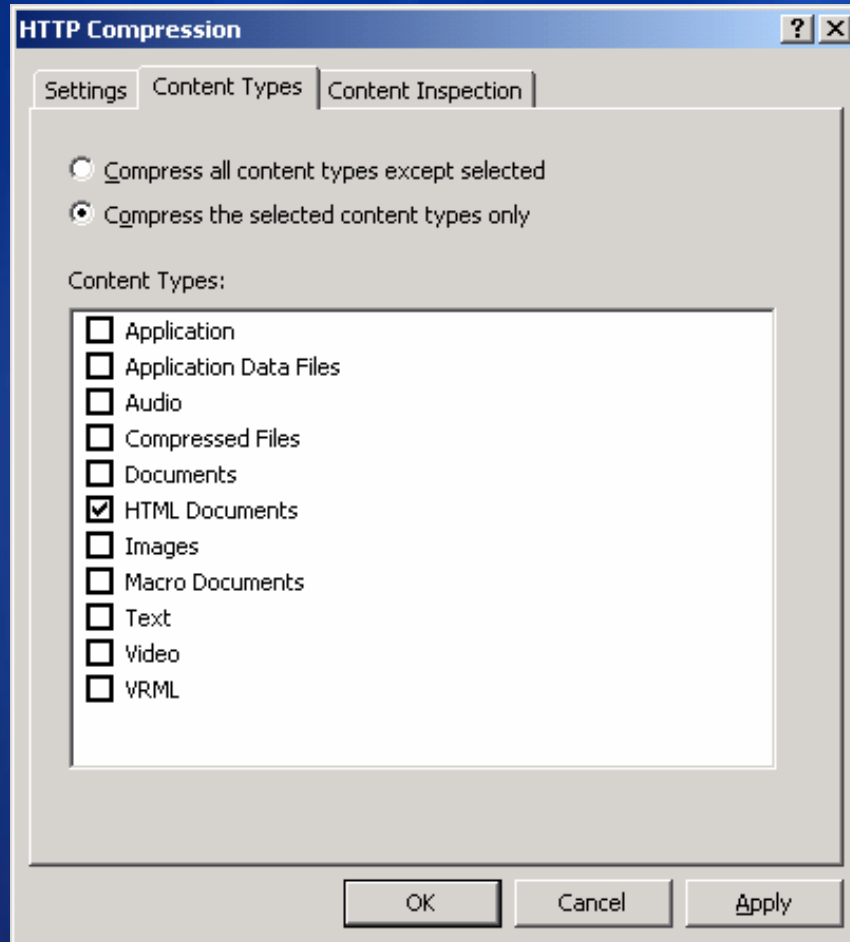 HTTP Compression
Settings Content Types Content Inspection
Compress all content types except selected
Compress the selected content types only
Content Types:
Application
Application Data Files
Audio
Compressed Files
Documents
HTML Documents
Images
Macro Documents
Text
Video
VRML
OK Cancel Apply